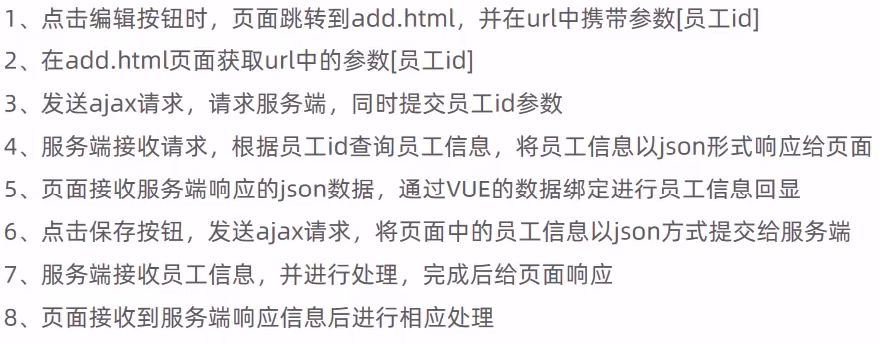 1、点击编辑按钮时，页面跳转到add.html，并在url中携带参数[员工id]
2、在add.html页面获取url中的参数[员工id]
3、发送ajax请求，请求服务端，同时提交员工id参数
4、服务端接收请求，根据员工id查询员工信息，将员工信息以json形式响应给页面
5、页面接收服务端响应的json数据，通过VUE的数据绑定进行员工信息回显
6、点击保存按钮，发送ajax请求，将页面中的员工信息以json方式提交给服务端
7、服务端接收员工信息，并进行处理，完成后给页面响应
8、页面接收到服务端响应信息后进行相应处理